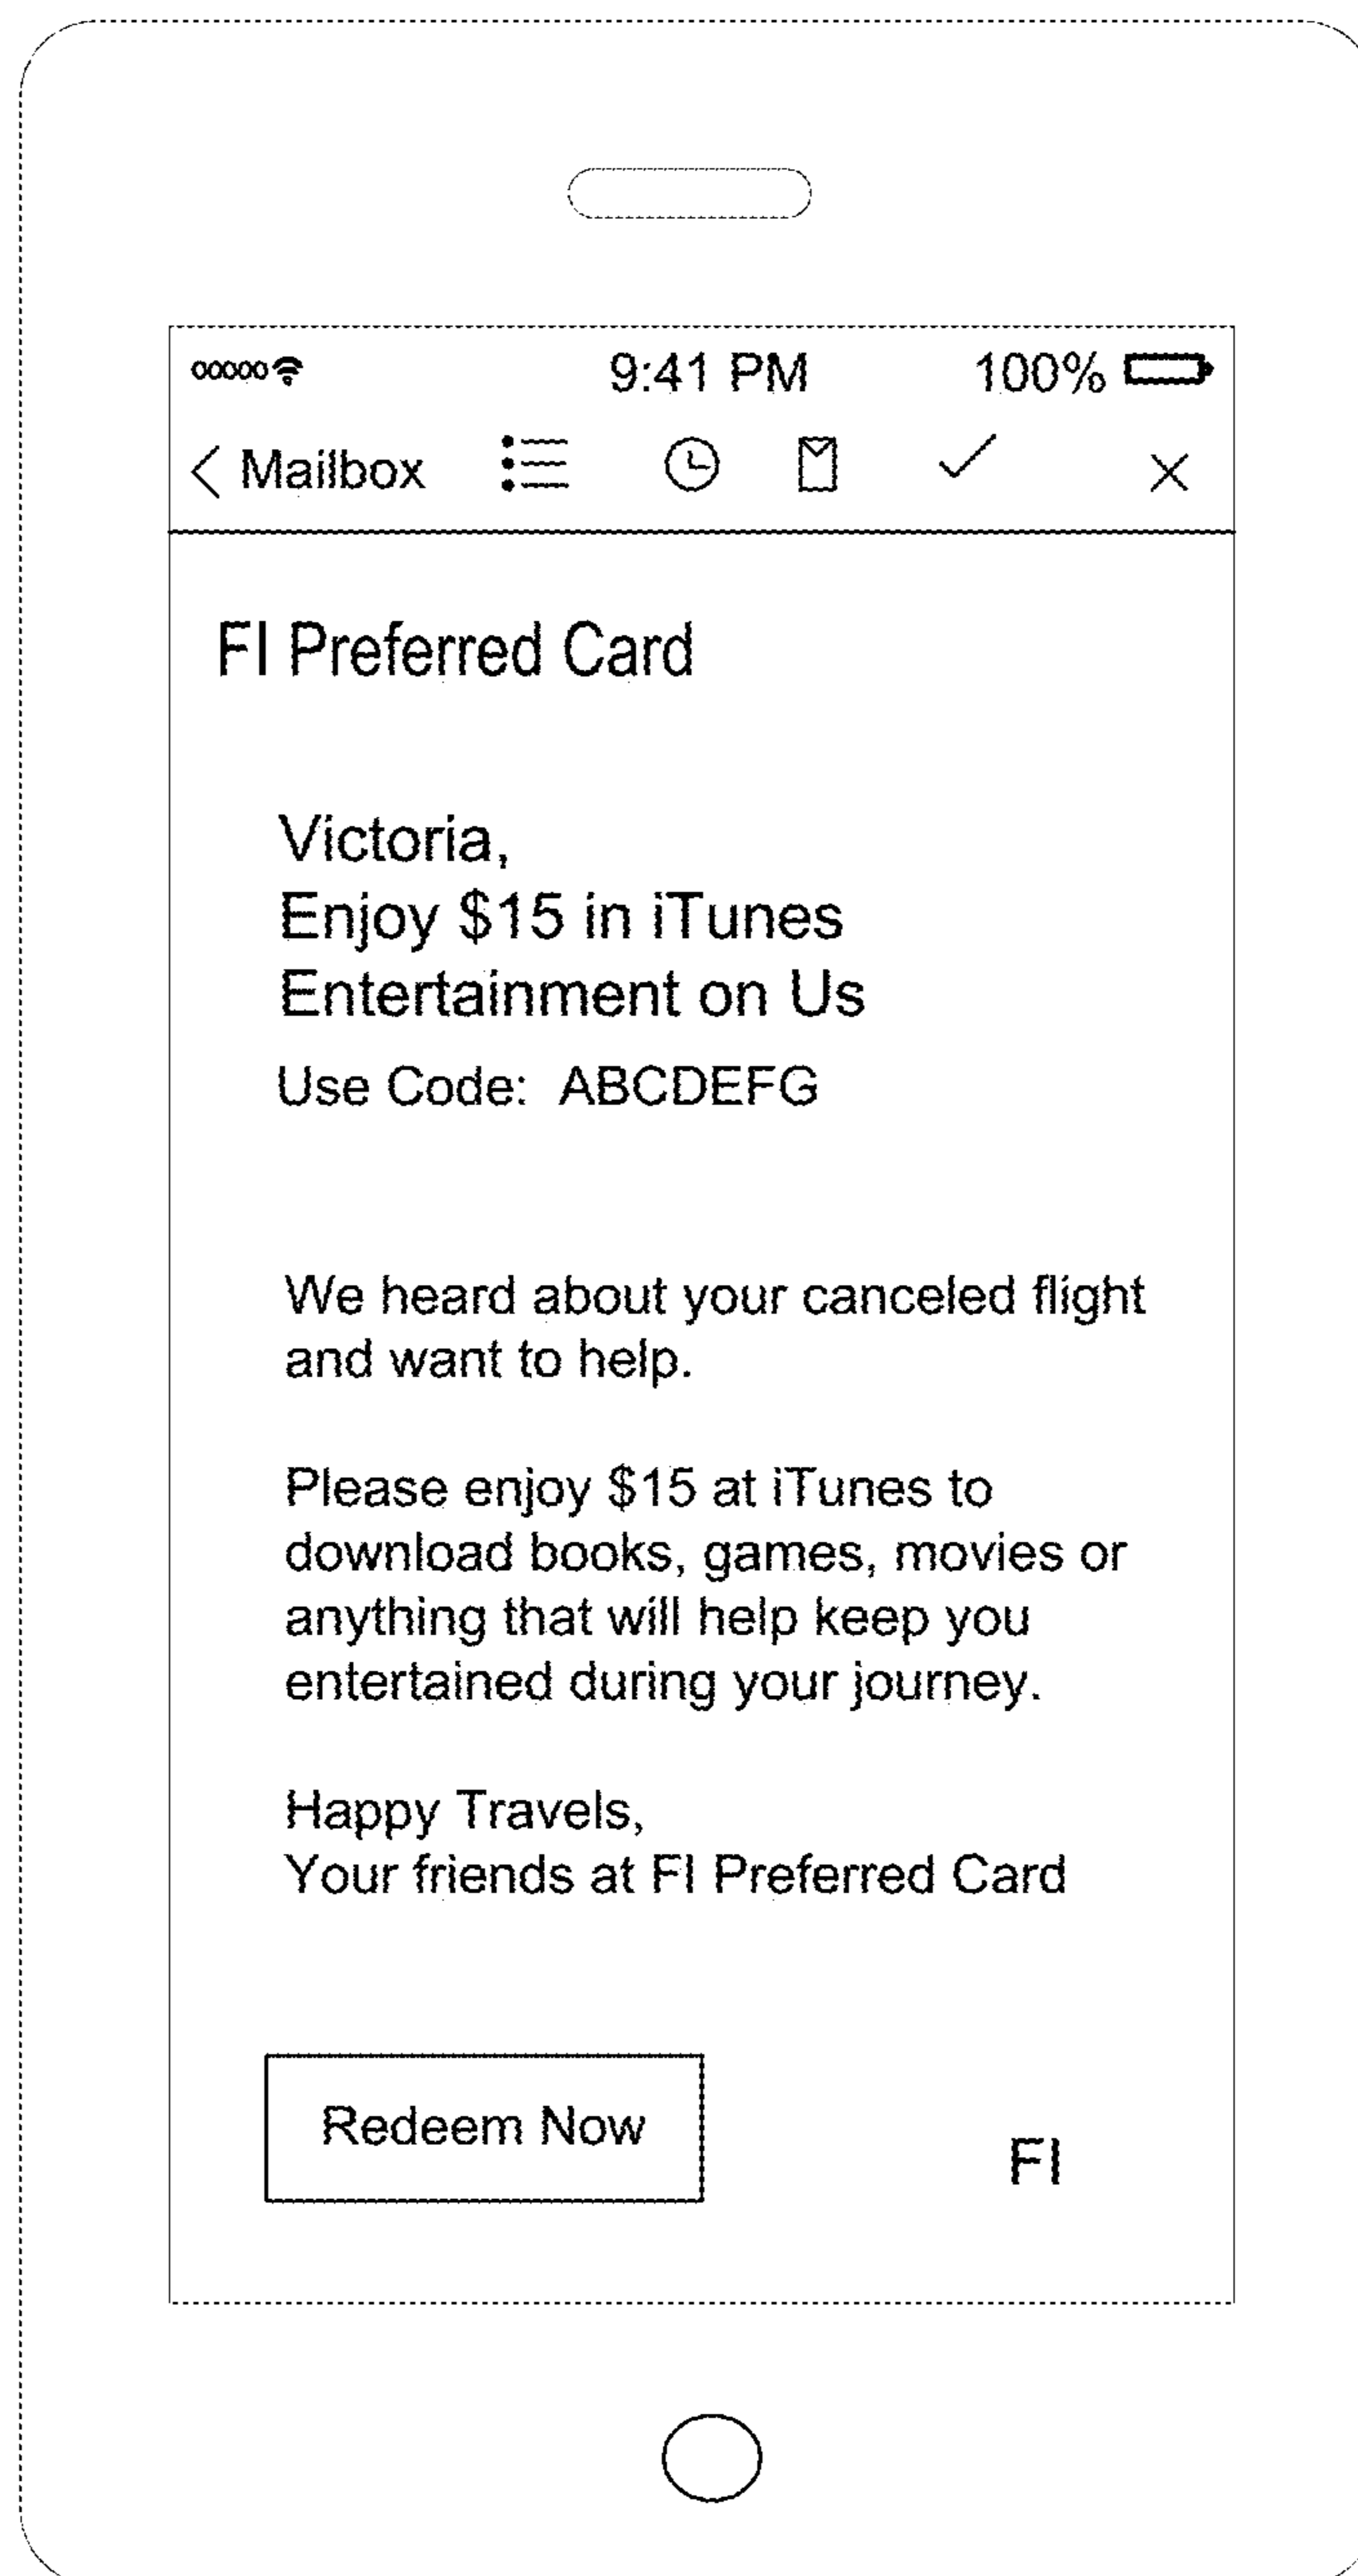 9:41 PM 100%
Mailbox
FI Preferred Card
Victoria,
Enjoy $15 in iTunes
Entertainment on Us
Use Code: ABCDEFG
We heard about your canceled flight
and want to help.
Please enjoy $15 at iTunes to
download books, games, movies or
anything that will help keep you
entertained during your journey.
Happy Travels,
Your friends at FI Preferred Card
Redeem Now
FI